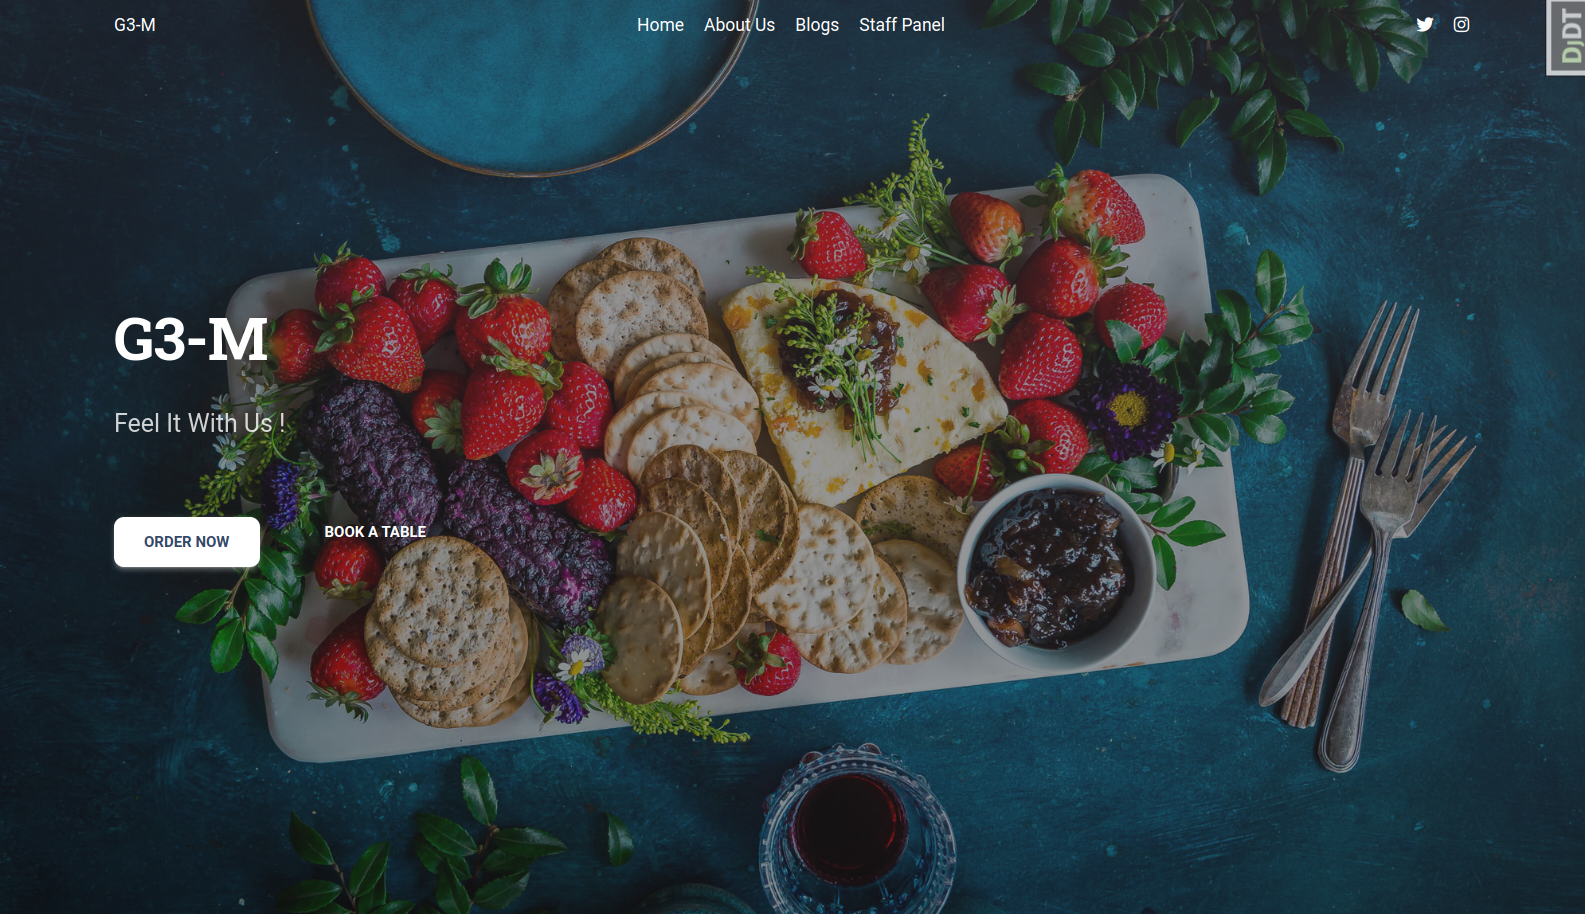 G3-M
Home About Us Blogs Staff Panel
DjDT
G3-M
Feel It With Us !
ORDER NOW
BOOK A TABLE